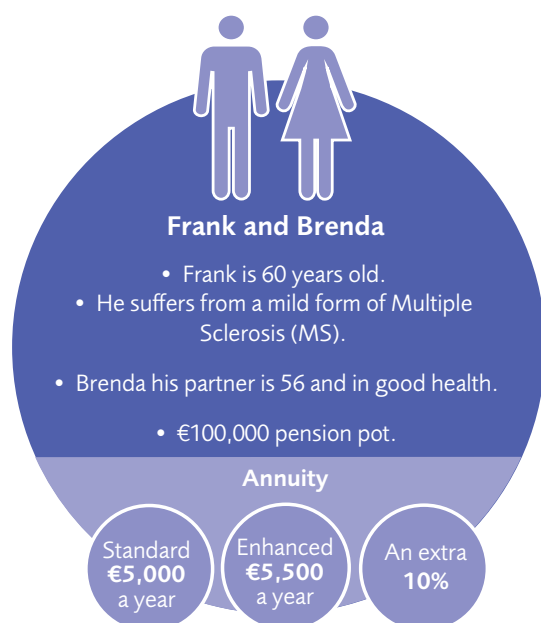 Frank and Brenda
• Frank is 60 years old.
• He suffers from a mild form of Multiple
Sclerosis (MS).
• Brenda his partner is 56 and in good health.
• €100,000 pension pot.
Annuity
Standard
€5,000
a year
Enhanced
€5,500
a year
An extra
10%